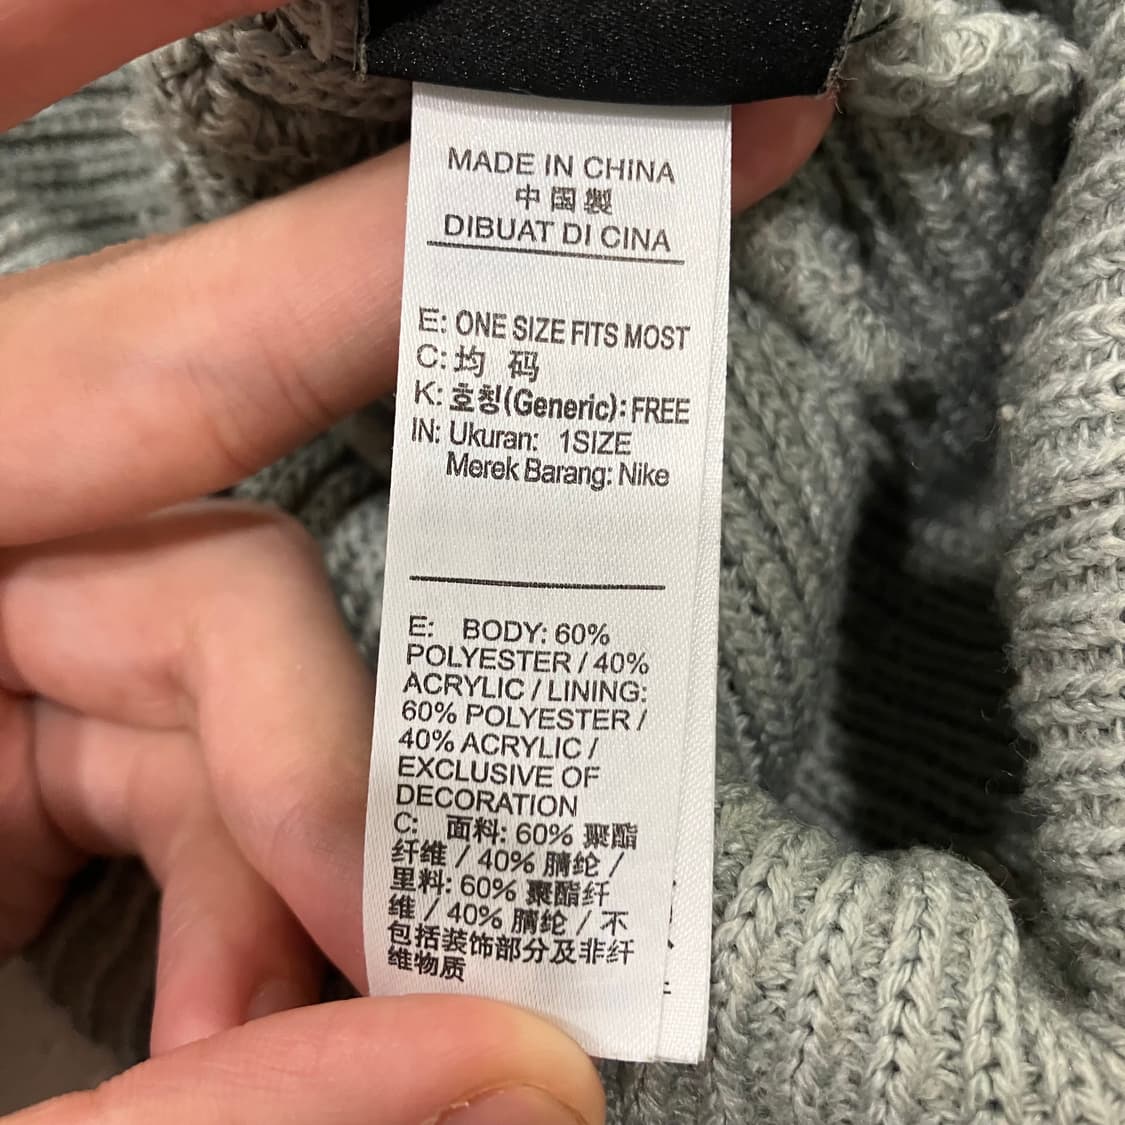 MADE IN CHINA
中国製
DIBUAT DI CINA
E: ONE SIZE FITS MOST
C: 均 码
K: 호칭(Generic): FREE
IN: Ukuran: 1SIZE
Merek Barang: Nike
E: BODY: 60%
POLYESTER / 40%
ACRYLIC / LINING:
60% POLYESTER /
40% ACRYLIC /
EXCLUSIVE OF
DECORATION
C: 面料: 60% 聚酯
纤维 / 40% 腈纶 /
里料: 60% 聚酯纤
维 / 40% 腈纶 / 不
包括装饰部分及非纤
维物质